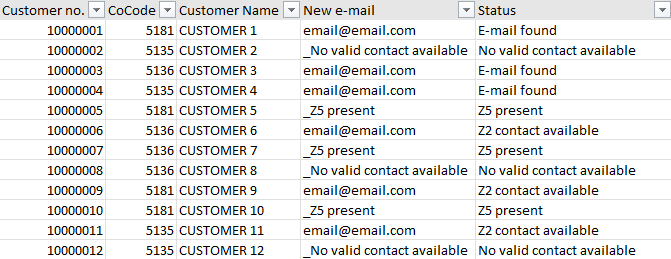 Customer no. CoCode Customer Name New e-mail Status
10000001 5181 CUSTOMER 1 email@email.com E-mail found
10000002 5135 CUSTOMER 2 _No valid contact available No valid contact available
10000003 5136 CUSTOMER 3 email@email.com E-mail found
10000004 5135 CUSTOMER 4 email@email.com E-mail found
10000005 5181 CUSTOMER 5 _Z5 present Z5 present
10000006 5136 CUSTOMER 6 email@email.com Z2 contact available
10000007 5136 CUSTOMER 7 _Z5 present Z5 present
10000008 5136 CUSTOMER 8 _No valid contact available No valid contact available
10000009 5181 CUSTOMER 9 email@email.com Z2 contact available
10000010 5181 CUSTOMER 10 _Z5 present Z5 present
10000011 5135 CUSTOMER 11 email@email.com Z2 contact available
10000012 5135 CUSTOMER 12 _No valid contact available No valid contact available